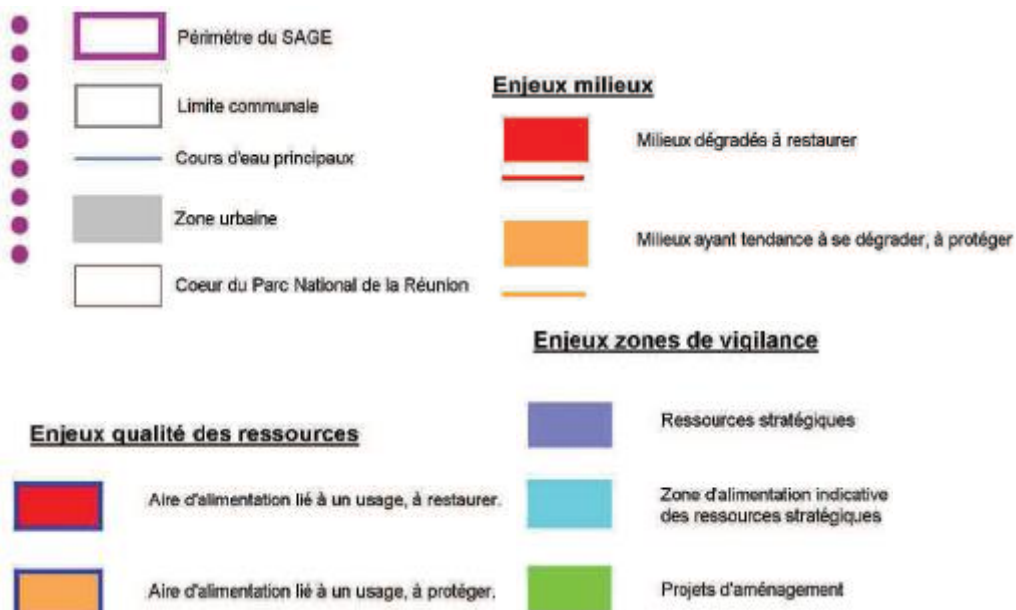 Périmètre du SAGE
Limite communale
Cours d'eau principaux
Zone urbaine
Coeur du Parc National de la Réunion
Enjeux milieux
Milieux dégradés à restaurer
Milieux ayant tendance à se dégrader, à protéger
Enjeux qualité des ressources
Aire d'alimentation lié à un usage, à restaurer.
Aire d'alimentation lié à un usage, à protéger.
Enjeux zones de vigilance
Ressources stratégiques
Zone d'alimentation indicative
des ressources stratégiques
Projets d'aménagement